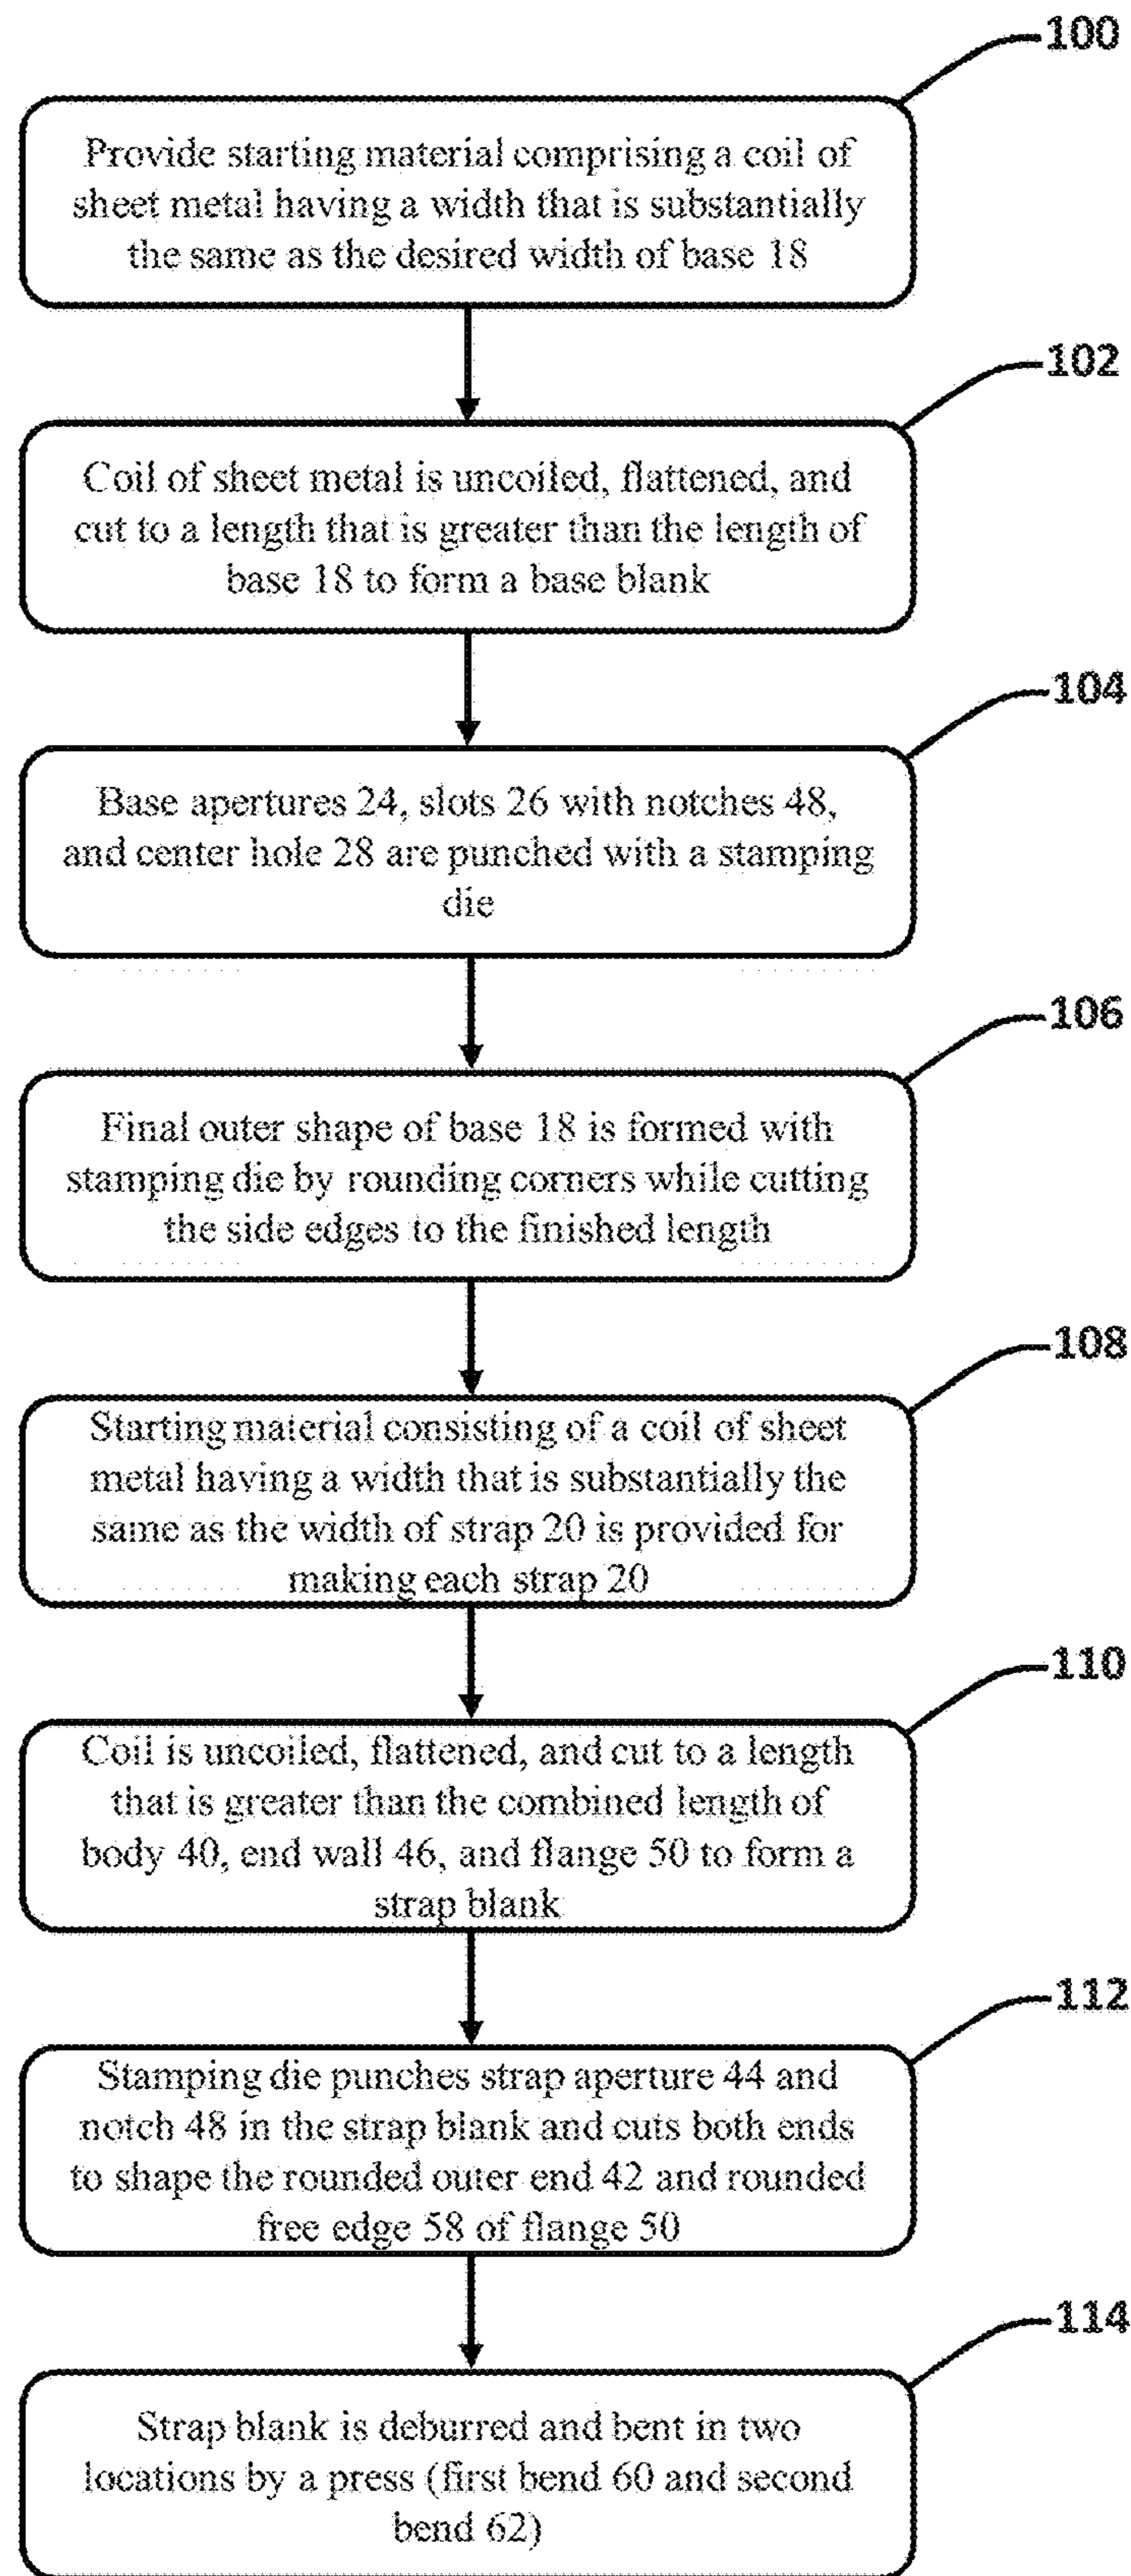 100
Provide starting material comprising a coil of
sheet metal having a width that is substantially
the same as the desired width of base 18
102
Coil of sheet metal is uncoiled, flattened, and
cut to a length that is greater than the length of
base 18 to form a base blank
104
Base apertures 24, slots 26 with notches 48,
and center hole 28 are punched with a stamping
die
106
Final outer shape of base 18 is formed with
stamping die by rounding corners while cutting
the side edges to the finished length
108
Starting material consisting of a coil of sheet
metal having a width that is substantially the
same as the width of strap 20 is provided for
making each strap 20
110
Coil is uncoiled, flattened, and cut to a length
that is greater than the combined length of
body 40, end wall 46, and flange 50 to form a
strap blank
112
Stamping die punches strap aperture 44 and
notch 48 in the strap blank and cuts both ends
to shape the rounded outer end 42 and rounded
free edge 58 of flange 50
114
Strap blank is deburred and bent in two
locations by a press (first bend 60 and second
bend 62)